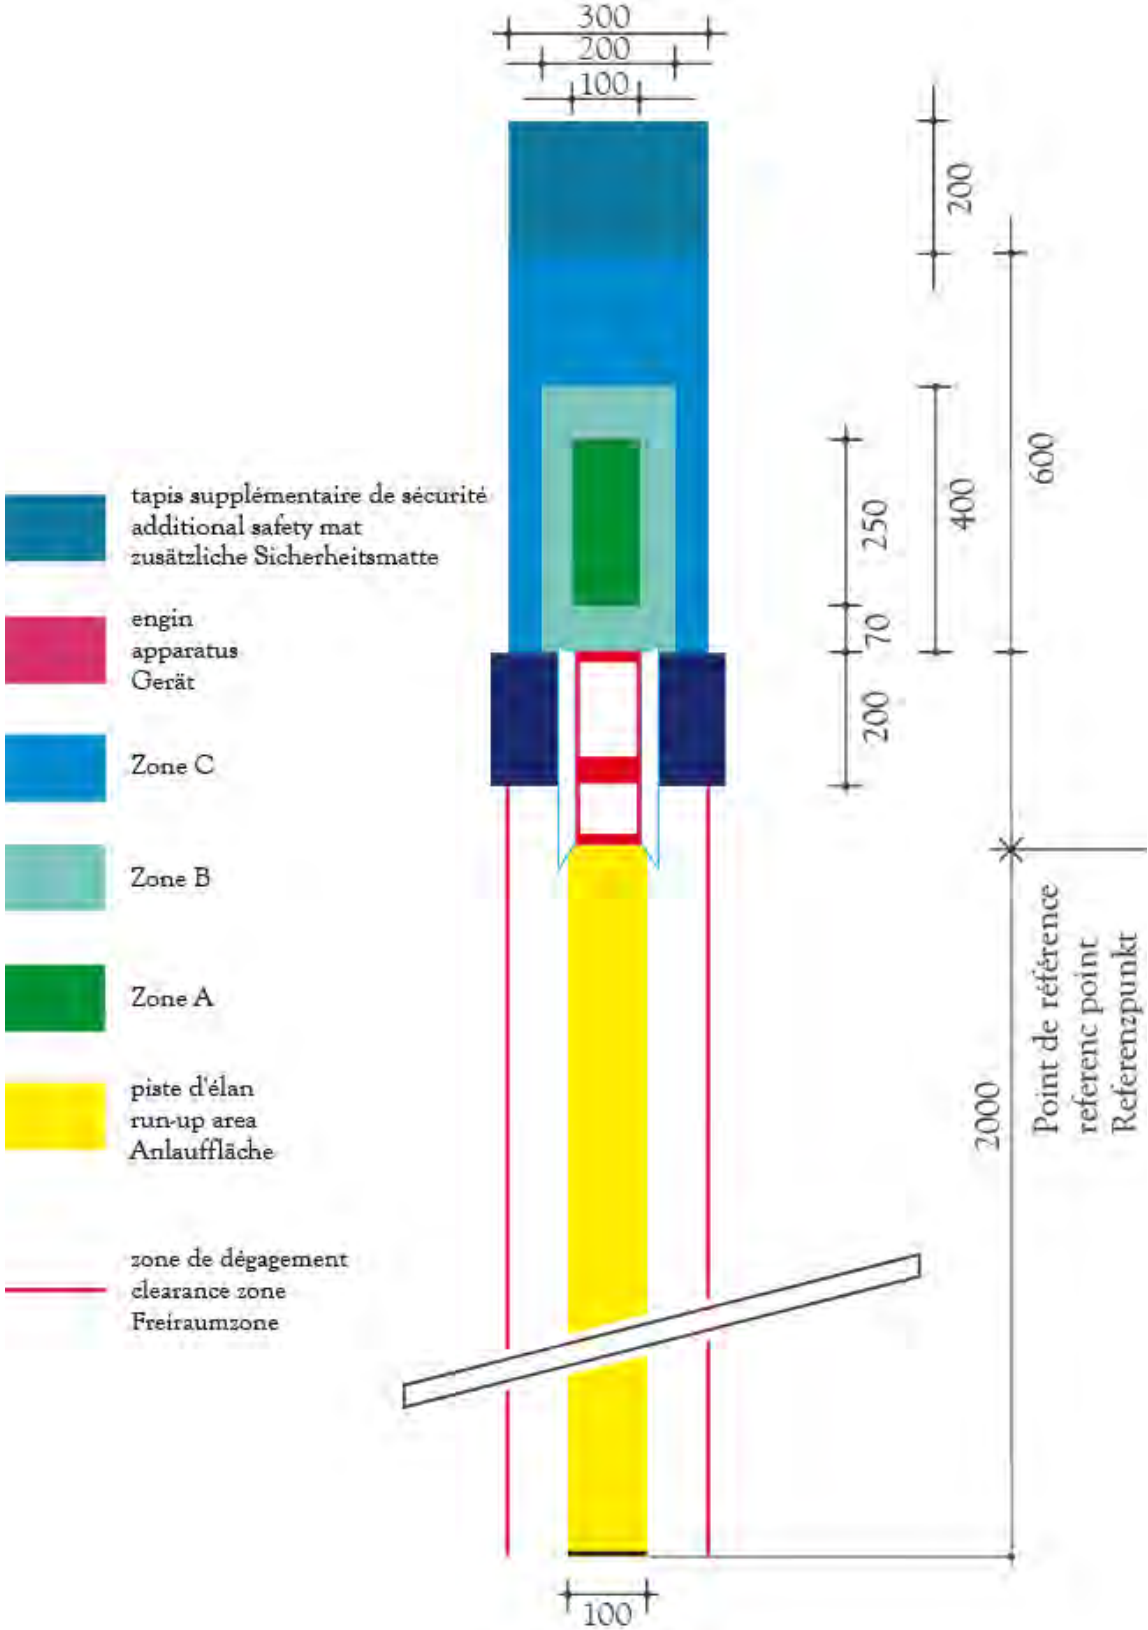 300
200
100
200
600
400
250
70
200
tapis supplémentaire de sécurité
additional safety mat
zusätzliche Sicherheitsmatte
engin
apparatus
Gerät
Zone C
Zone B
Zone A
piste d'élan
run-up area
Anlauffläche
zone de dégagement
clearance zone
Freiraumzone
Point de référence
referenc point
Referenzpunkt
2000
100